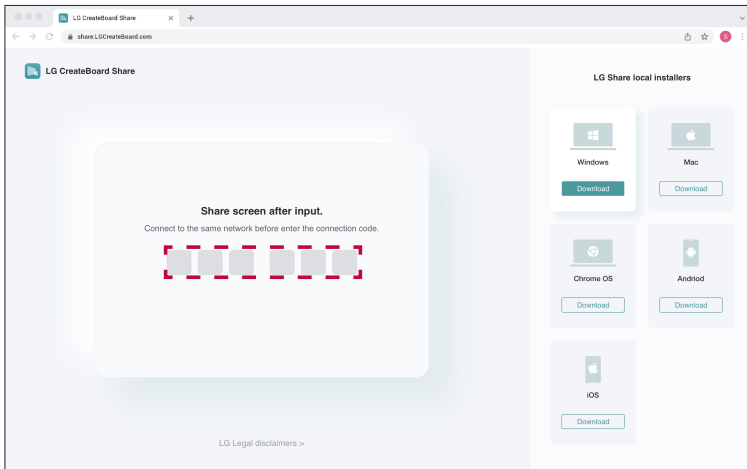 LG CreateBoard Share
share.LGCreateBoard.com
S
LG CreateBoard Share
Share screen after input.
Connect to the same network before enter the connection code.
LG Legal disclaimers >
LG Share local installers
Windows
Download
Mac
Download
Chrome OS
Download
Andriod
Download
iOS
Download